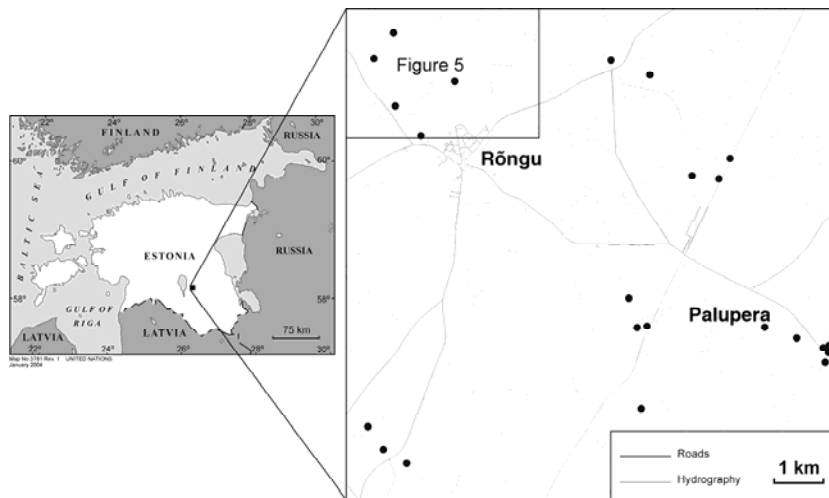 22°
24°
26°
28°
30°
FINLAND
RUSSIA
60°
60°
GULF OF FINLAND
BALTIC SEA
ESTONIA
RUSSIA
58°
58°
GULF OF
RIGA
LATVIA
LATVIA
75 km
22°
24°
26°
28°
30°
Map No 3781 Rev. 1 UNITED NATIONS
January 2004
Figure 5
Rõngu
Palupera
Roads
Hydrography
1 km